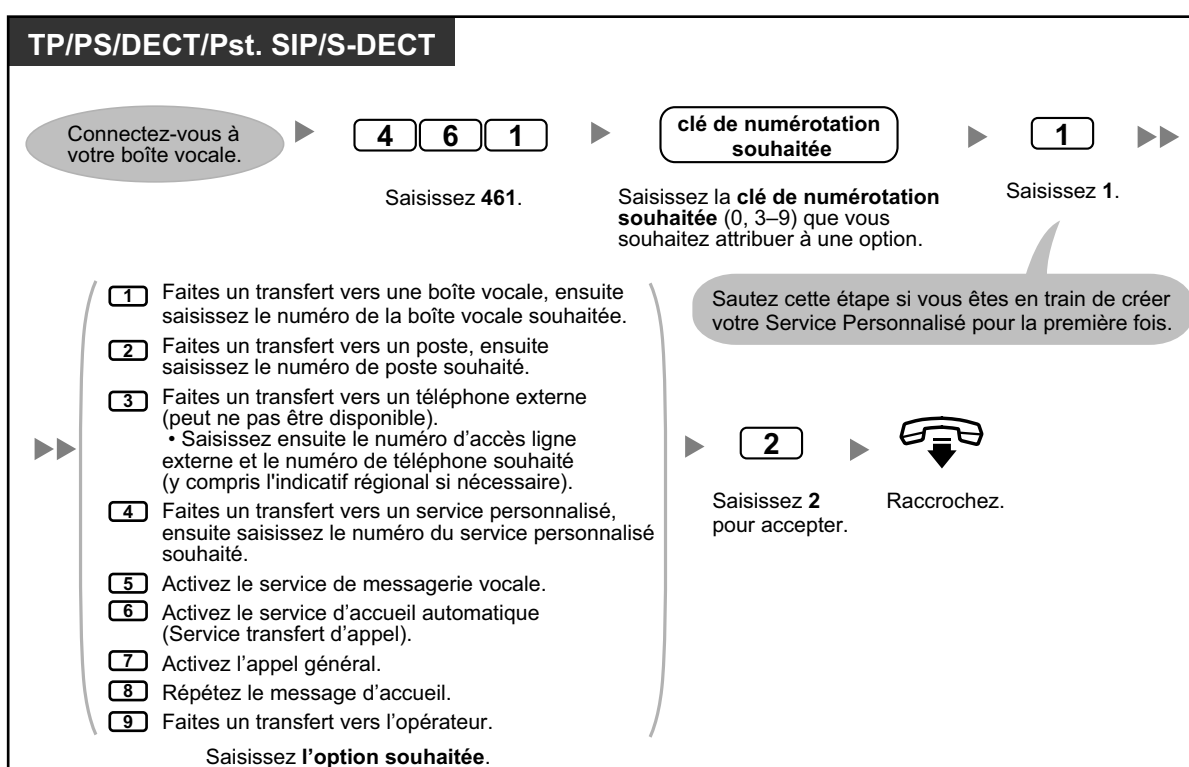 TP/PS/DECT/Pst. SIP/S-DECT
Connectez-vous à
votre boîte vocale.
4 6 1
Saisissez 461.
clé de numérotation
souhaitée
Saisissez la clé de numérotation
souhaitée (0, 3–9) que vous
souhaitez attribuer à une option.
1
Saisissez 1.
Sautez cette étape si vous êtes en train de créer
votre Service Personnalisé pour la première fois.
1 Faites un transfert vers une boîte vocale, ensuite
saisissez le numéro de la boîte vocale souhaitée.
2 Faites un transfert vers un poste, ensuite
saisissez le numéro de poste souhaité.
3 Faites un transfert vers un téléphone externe
(peut ne pas être disponible).
• Saisissez ensuite le numéro d’accès ligne
externe et le numéro de téléphone souhaité
(y compris l'indicatif régional si nécessaire).
4 Faites un transfert vers un service personnalisé,
ensuite saisissez le numéro du service personnalisé
souhaité.
5 Activez le service de messagerie vocale.
6 Activez le service d’accueil automatique
(Service transfert d’appel).
7 Activez l’appel général.
8 Répétez le message d’accueil.
9 Faites un transfert vers l’opérateur.
Saisissez l’option souhaitée.
2
Saisissez 2
pour accepter.
Raccrochez.